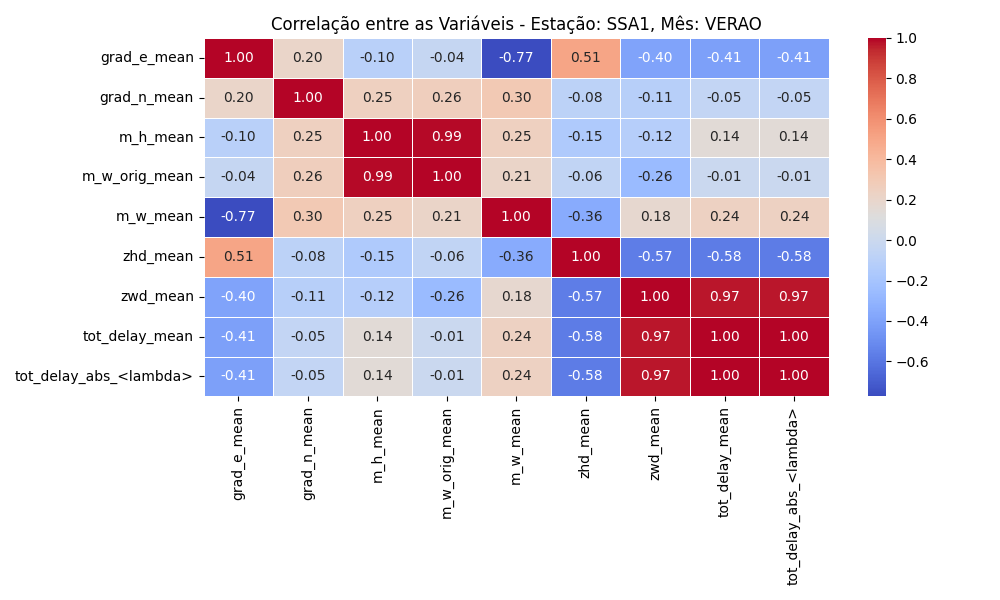 Correlação entre as Variáveis - Estação: SSA1, Mês: VERAO
grad_e_mean 1.00 0.20 -0.10 -0.04 -0.77 0.51 -0.40 -0.41 -0.41
grad_n_mean 0.20 1.00 0.25 0.26 0.30 -0.08 -0.11 -0.05 -0.05
m_h_mean -0.10 0.25 1.00 0.99 0.25 -0.15 -0.12 0.14 0.14
m_w_orig_mean -0.04 0.26 0.99 1.00 0.21 -0.06 -0.26 -0.01 -0.01
m_w_mean -0.77 0.30 0.25 0.21 1.00 -0.36 0.18 0.24 0.24
zhd_mean 0.51 -0.08 -0.15 -0.06 -0.36 1.00 -0.57 -0.58 -0.58
zwd_mean -0.40 -0.11 -0.12 -0.26 0.18 -0.57 1.00 0.97 0.97
tot_delay_mean -0.41 -0.05 0.14 -0.01 0.24 -0.58 0.97 1.00 1.00
tot_delay_abs_<lambda> -0.41 -0.05 0.14 -0.01 0.24 -0.58 0.97 1.00 1.00
grad_e_mean
grad_n_mean
m_h_mean
m_w_orig_mean
m_w_mean
zhd_mean
zwd_mean
tot_delay_mean
tot_delay_abs_<lambda>
1.0
0.8
0.6
0.4
0.2
0.0
−0.2
−0.4
−0.6